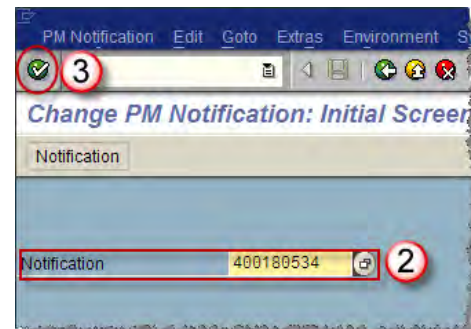 PM Notification Edit Goto Extras Environment S
3
Change PM Notification: Initial Screen
Notification
Notification 400180534 2